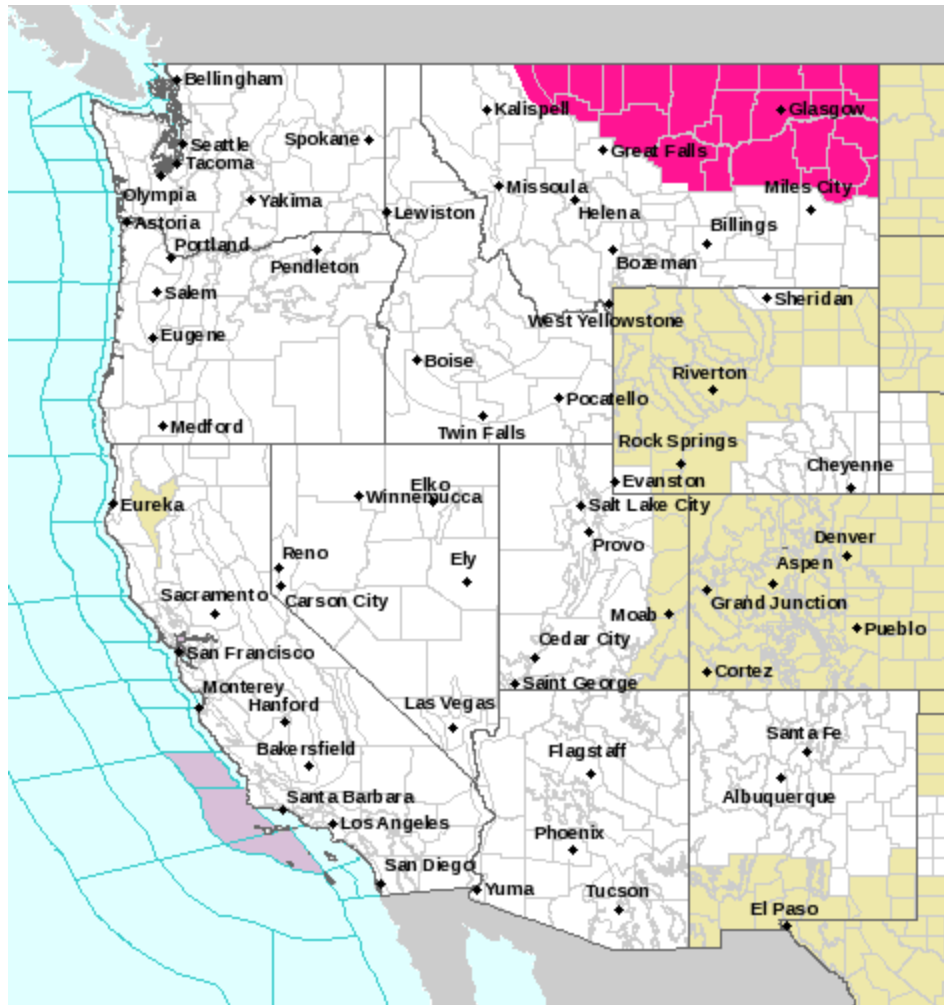 Bellingham
Kalispell
Glasgow
Seattle
Spokane
Great Falls
Tacoma
Olympia
Yakima
Missoula
Miles City
Astoria
Lewiston
Helena
Portland
Billings
Pendleton
Bozeman
Salem
Sheridan
West Yellowstone
Eugene
Boise
Riverton
Pocatello
Medford
Twin Falls
Rock Springs
Cheyenne
Elko
Evanston
Eureka
Winnemucca
Salt Lake City
Denver
Provo
Reno
Ely
Aspen
Sacramento
Carson City
Grand Junction
Moab
Pueblo
Cedar City
San Francisco
Cortez
Saint George
Monterey
Hanford
Las Vegas
Santa Fe
Bakersfield
Flagstaff
Albuquerque
Santa Barbara
Los Angeles
Phoenix
San Diego
Yuma
Tucson
El Paso